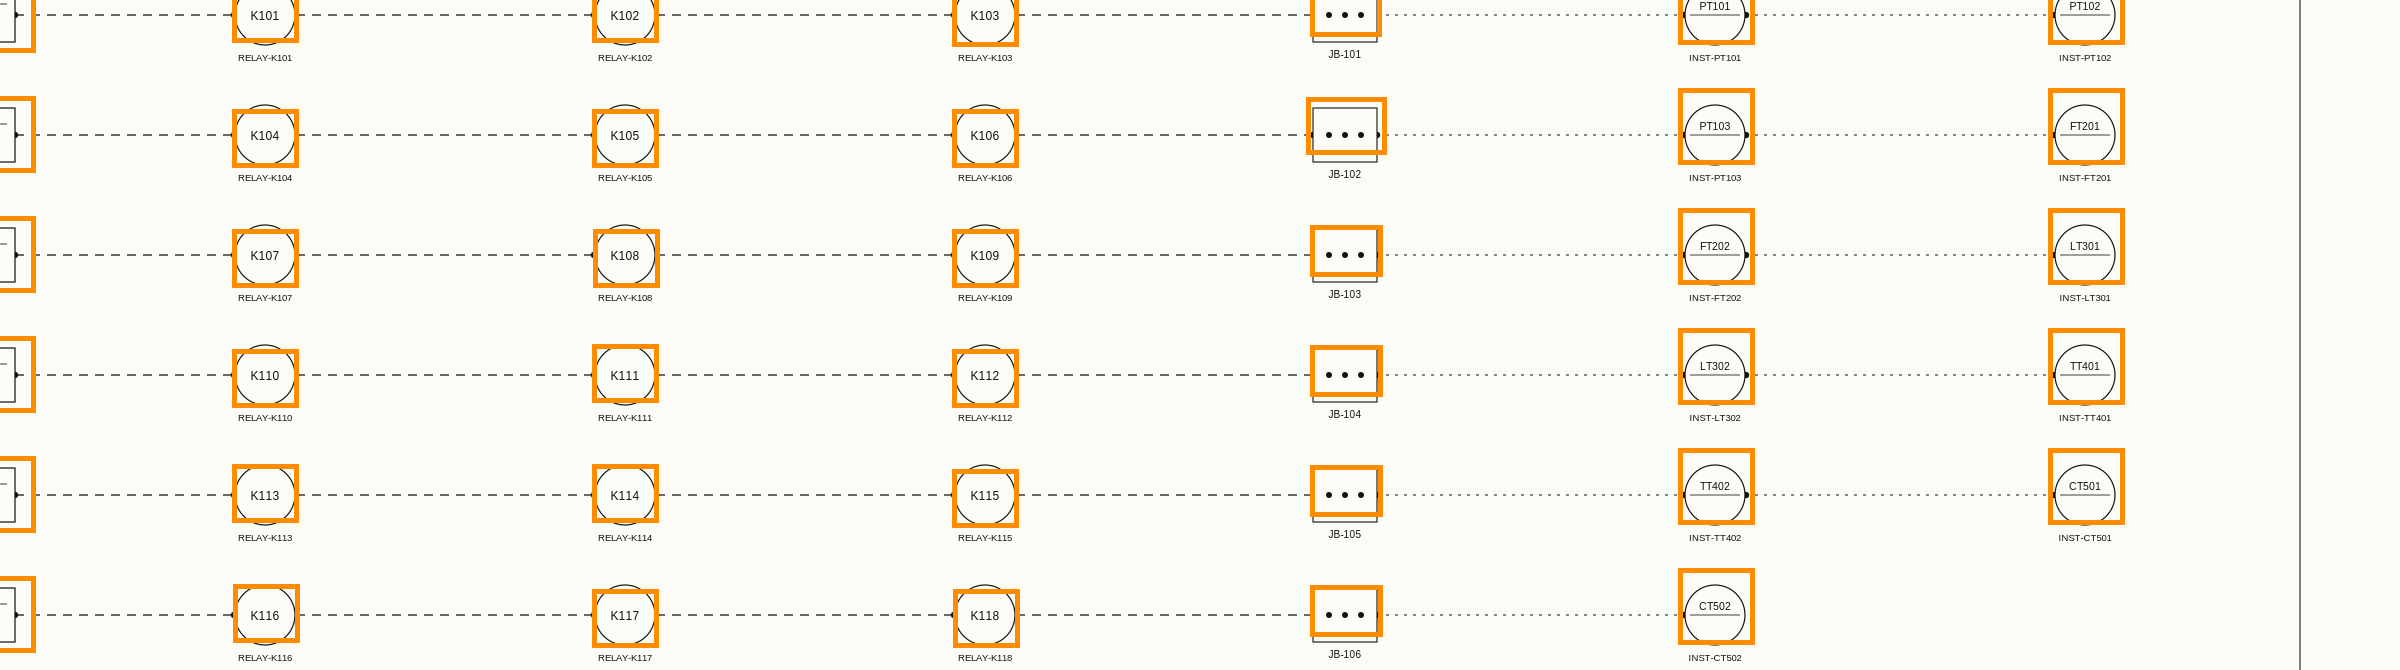 K101 K102 K103 PT101 PT102
RELAY-K101 RELAY-K102 RELAY-K103 JB-101 INST-PT101 INST-PT102
K104 K105 K106 PT103 FT201
RELAY-K104 RELAY-K105 RELAY-K106 JB-102 INST-PT103 INST-FT201
K107 K108 K109 FT202 LT301
RELAY-K107 RELAY-K108 RELAY-K109 JB-103 INST-FT202 INST-LT301
K110 K111 K112 LT302 TT401
RELAY-K110 RELAY-K111 RELAY-K112 JB-104 INST-LT302 INST-TT401
K113 K114 K115 TT402 CT501
RELAY-K113 RELAY-K114 RELAY-K115 JB-105 INST-TT402 INST-CT501
K116 K117 K118 CT502
RELAY-K116 RELAY-K117 RELAY-K118 JB-106 INST-CT502